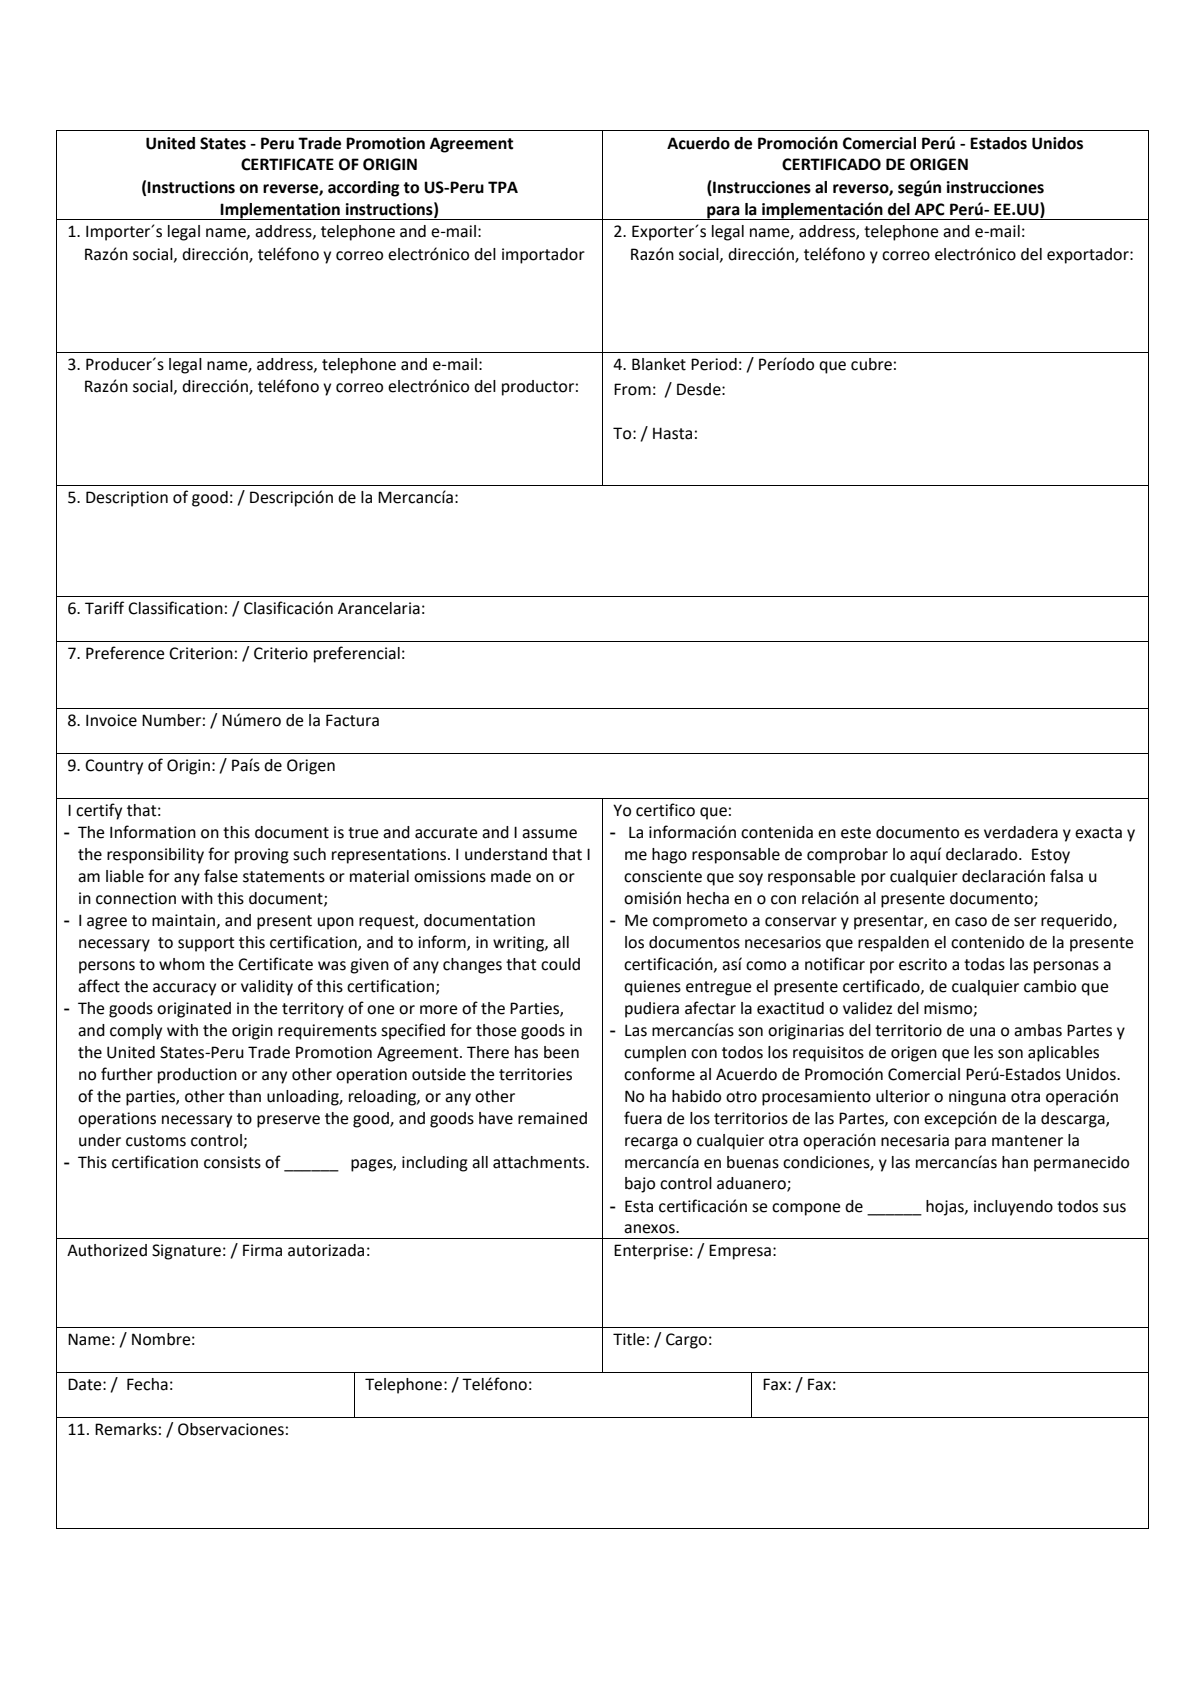 United States - Peru Trade Promotion Agreement
CERTIFICATE OF ORIGIN
(Instructions on reverse, according to US-Peru TPA
Implementation instructions)
Acuerdo de Promoción Comercial Perú - Estados Unidos
CERTIFICADO DE ORIGEN
(Instrucciones al reverso, según instrucciones
para la implementación del APC Perú- EE.UU)
1. Importer´s legal name, address, telephone and e-mail:
Razón social, dirección, teléfono y correo electrónico del importador
2. Exporter´s legal name, address, telephone and e-mail:
Razón social, dirección, teléfono y correo electrónico del exportador:
3. Producer´s legal name, address, telephone and e-mail:
Razón social, dirección, teléfono y correo electrónico del productor:
4. Blanket Period: / Período que cubre:
From:  / Desde:
To: / Hasta:
5. Description of good: / Descripción de la Mercancía:
6. Tariff Classification: / Clasificación Arancelaria:
7. Preference Criterion: / Criterio preferencial:
8. Invoice Number: / Número de la Factura
9. Country of Origin: / País de Origen
I certify that:
- The Information on this document is true and accurate and I assume
the responsibility for proving such representations. I understand that I
am liable for any false statements or material omissions made on or
in connection with this document;
- I agree to maintain, and present upon request, documentation
necessary  to support this certification, and to inform, in writing, all
persons to whom the Certificate was given of any changes that could
affect the accuracy or validity of this certification;
- The goods originated in the territory of one or more of the Parties,
and comply with the origin requirements specified for those goods in
the United States-Peru Trade Promotion Agreement. There has been
no further production or any other operation outside the territories
of the parties, other than unloading, reloading, or any other
operations necessary to preserve the good, and goods have remained
under customs control;
- This certification consists of ______   pages, including all attachments.
Yo certifico que:
- La información contenida en este documento es verdadera y exacta y
me hago responsable de comprobar lo aquí declarado.  Estoy
consciente que soy responsable por cualquier declaración falsa u
omisión hecha en o con relación al presente documento;
- Me comprometo a conservar y presentar, en caso de ser requerido,
los documentos necesarios que respalden el contenido de la presente
certificación, así como a notificar por escrito a todas las personas a
quienes entregue el presente certificado, de cualquier cambio que
pudiera afectar la exactitud o validez del mismo;
- Las mercancías son originarias del territorio de una o ambas Partes y
cumplen con todos los requisitos de origen que les son aplicables
conforme al Acuerdo de Promoción Comercial Perú-Estados Unidos.
No ha habido otro procesamiento ulterior o ninguna otra operación
fuera de los territorios de las Partes, con excepción de la descarga,
recarga o cualquier otra operación necesaria para mantener la
mercancía en buenas condiciones, y las mercancías han permanecido
bajo control aduanero;
- Esta certificación se compone de ______ hojas, incluyendo todos sus
anexos.
Authorized Signature: / Firma autorizada:
Enterprise: / Empresa:
Name: / Nombre:
Title: / Cargo:
Date: /  Fecha:
Telephone: / Teléfono:
Fax: / Fax:
11. Remarks: / Observaciones: